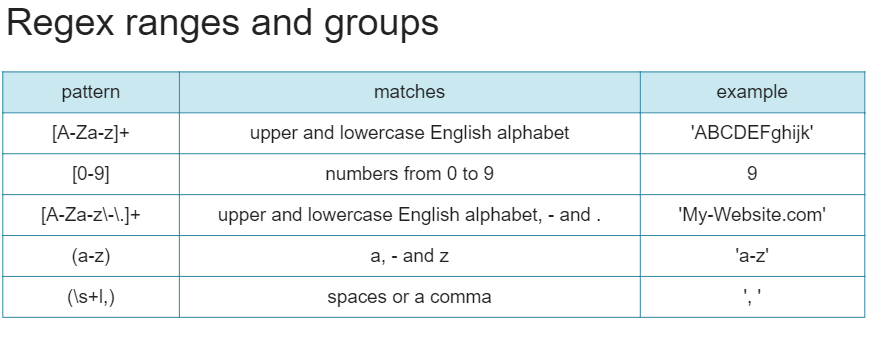 Regex ranges and groups
pattern matches example
[A-Za-z]+ upper and lowercase English alphabet 'ABCDEFghijk'
[0-9] numbers from 0 to 9 9
[A-Za-z\-\.]+ upper and lowercase English alphabet, - and . 'My-Website.com'
(a-z) a, - and z 'a-z'
(\s+l,) spaces or a comma ', '